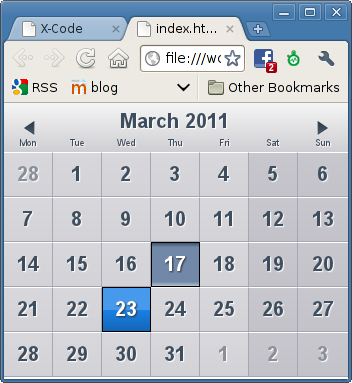 X-Code
index.ht...
file:///wc
2
RSS
blog
Other Bookmarks
March 2011
Mon Tue Wed Thu Fri Sat Sun
28 1 2 3 4 5 6
7 8 9 10 11 12 13
14 15 16 17 18 19 20
21 22 23 24 25 26 27
28 29 30 31 1 2 3